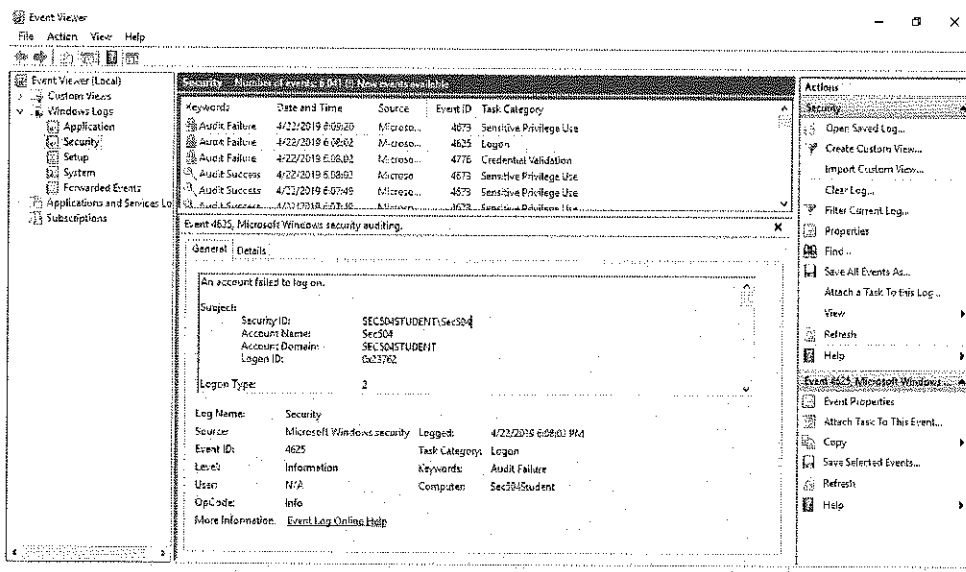 Event Viewer
File Action View Help
Event Viewer (Local)
Custom Views
Windows Logs
Application
Security
Setup
System
Forwarded Events
Applications and Services Lo
Subscriptions
Security Number of events:
Keywords Date and Time Source Event ID Task Category
Audit Failure 4/22/2019 6:09:20 Microso... 4673 Sensitive Privilege Use
Audit Failure 4/22/2019 6:08:02 Microso... 4625 Logon
Audit Failure 4/22/2019 6:08:02 Microso... 4776 Credential Validation
Audit Success 4/22/2019 6:08:02 Microso 4673 Sensitive Privilege Use
Audit Success 4/22/2019 6:07:49 Microso... 4673 Sensitive Privilege Use
Audit Success 4673 Sensitive Privilege Use
Event 4625, Microsoft Windows security auditing.
General Details
An account failed to log on.
Subject:
Security ID: SEC504STUDENT\Sec504
Account Name: Sec504
Account Domain: SEC504STUDENT
Logon ID: 0x23762
Logon Type: 2
Log Name: Security
Source: Microsoft Windows security Logged: 4/22/2019 6:08:02 PM
Event ID: 4625 Task Category: Logon
Level: Information Keywords: Audit Failure
User: N/A Computer: Sec504Student
OpCode: Info
More Information: Event Log Online Help
Actions
Security
Open Saved Log...
Create Custom View...
Import Custom View...
Clear Log...
Filter Current Log...
Properties
Find...
Save All Events As...
Attach a Task To this Log...
View
Refresh
Help
Event 4625, Microsoft Windows...
Event Properties
Attach Task To This Event...
Copy
Save Selected Events...
Refresh
Help